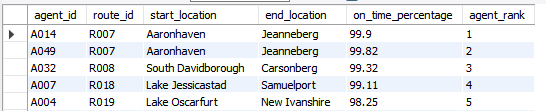 agent_id route_id start_location end_location on_time_percentage agent_rank
A014 R007 Aaronhaven Jeanneberg 99.9 1
A049 R007 Aaronhaven Jeanneberg 99.82 2
A032 R008 South Davidborough Carsonberg 99.32 3
A007 R018 Lake Jessicastad Samuelport 99.11 4
A004 R019 Lake Oscarfurt New Ivanshire 98.25 5